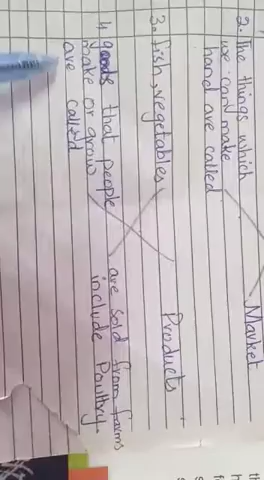 2. The things which
we can make
hand are called
Market
3. Fish, vegetables
Products
4 goods that people
make or grow
are called
are sold from farms
include Poultry